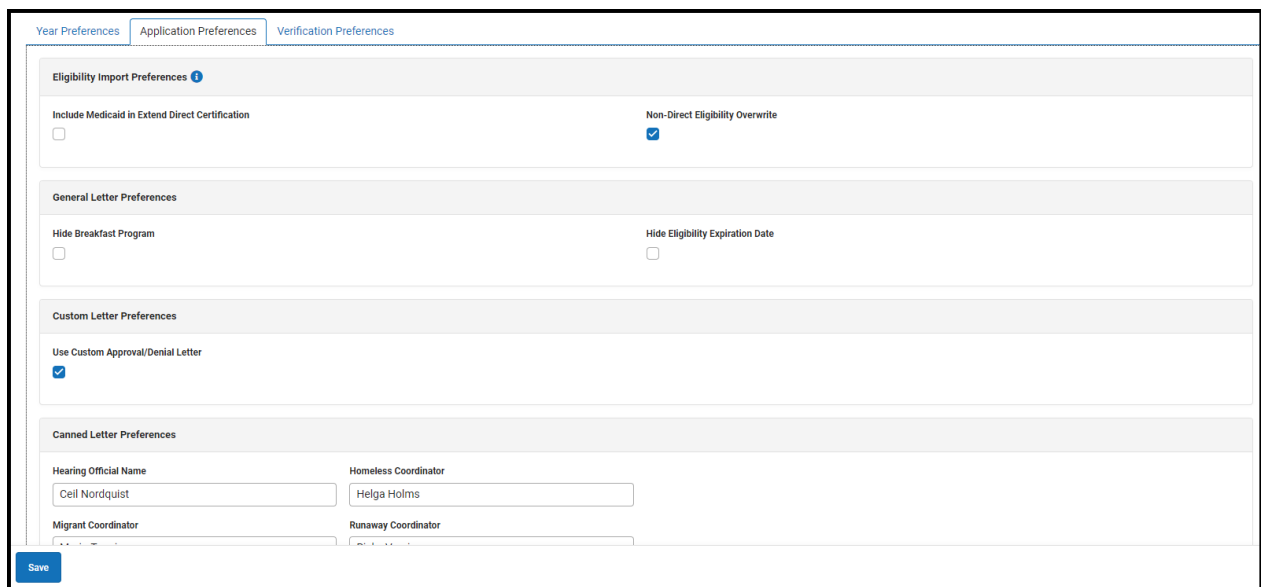 Year Preferences Application Preferences Verification Preferences
Eligibility Import Preferences
Include Medicaid in Extend Direct Certification Non-Direct Eligibility Overwrite
General Letter Preferences
Hide Breakfast Program Hide Eligibility Expiration Date
Custom Letter Preferences
Use Custom Approval/Denial Letter
Canned Letter Preferences
Hearing Official Name Homeless Coordinator
Ceil Nordquist Helga Holms
Migrant Coordinator Runaway Coordinator
Save